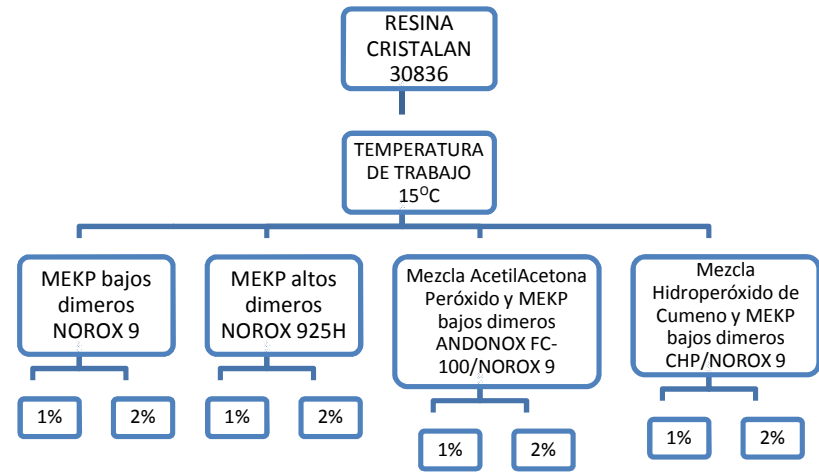 RESINA
CRISTALAN
30836
TEMPERATURA
DE TRABAJO
15⁰C
MEKP bajos
dimeros
NOROX 9
MEKP altos
dimeros
NOROX 925H
Mezcla AcetilAcetona
Peróxido y MEKP
bajos dimeros
ANDONOX FC-
100/NOROX 9
Mezcla
Hidroperóxido de
Cumeno y MEKP
bajos dimeros
CHP/NOROX 9
1%
2%
1%
2%
1%
2%
1%
2%